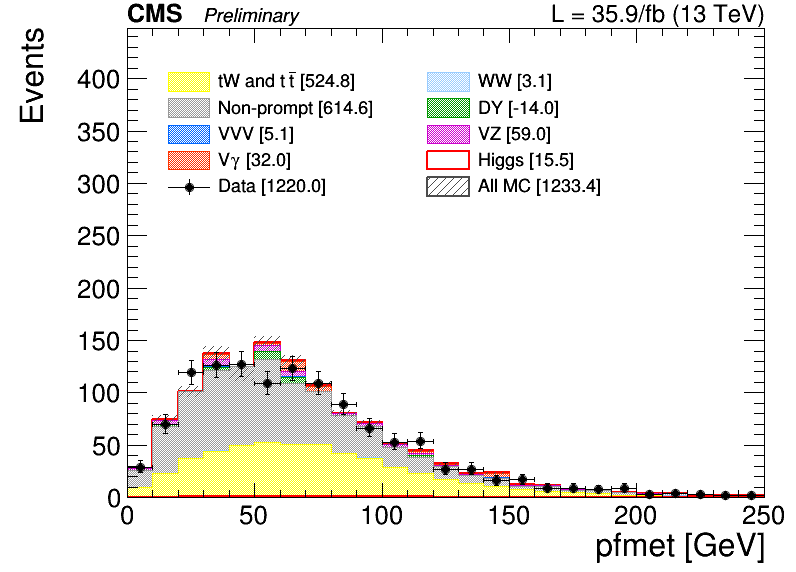 CMS Preliminary L = 35.9/fb (13 TeV)
Events
400
350
300
250
200
150
100
50
0
tW and t t̅ [524.8] WW [3.1]
Non-prompt [614.6] DY [-14.0]
VVV [5.1] VZ [59.0]
Vγ [32.0] Higgs [15.5]
Data [1220.0] All MC [1233.4]
0 50 100 150 200 250
pfmet [GeV]